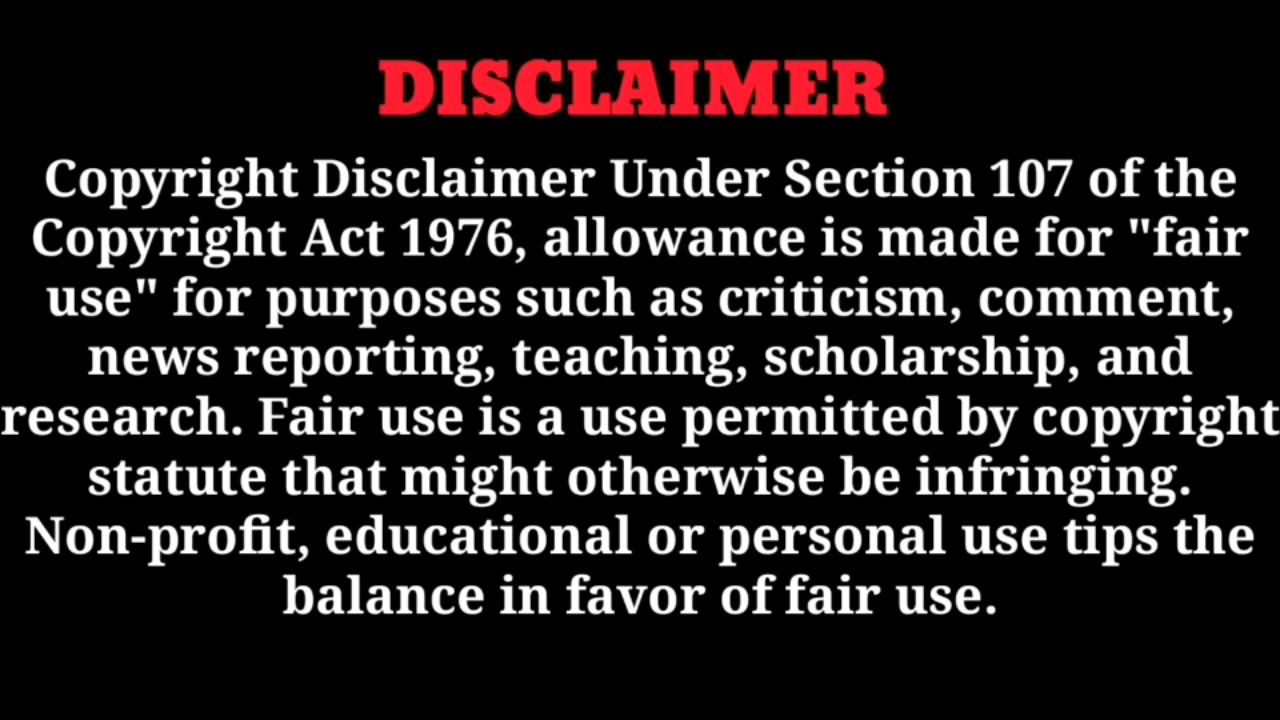 DISCLAIMER
Copyright Disclaimer Under Section 107 of the
Copyright Act 1976, allowance is made for "fair
use" for purposes such as criticism, comment,
news reporting, teaching, scholarship, and
research. Fair use is a use permitted by copyright
statute that might otherwise be infringing.
Non-profit, educational or personal use tips the
balance in favor of fair use.